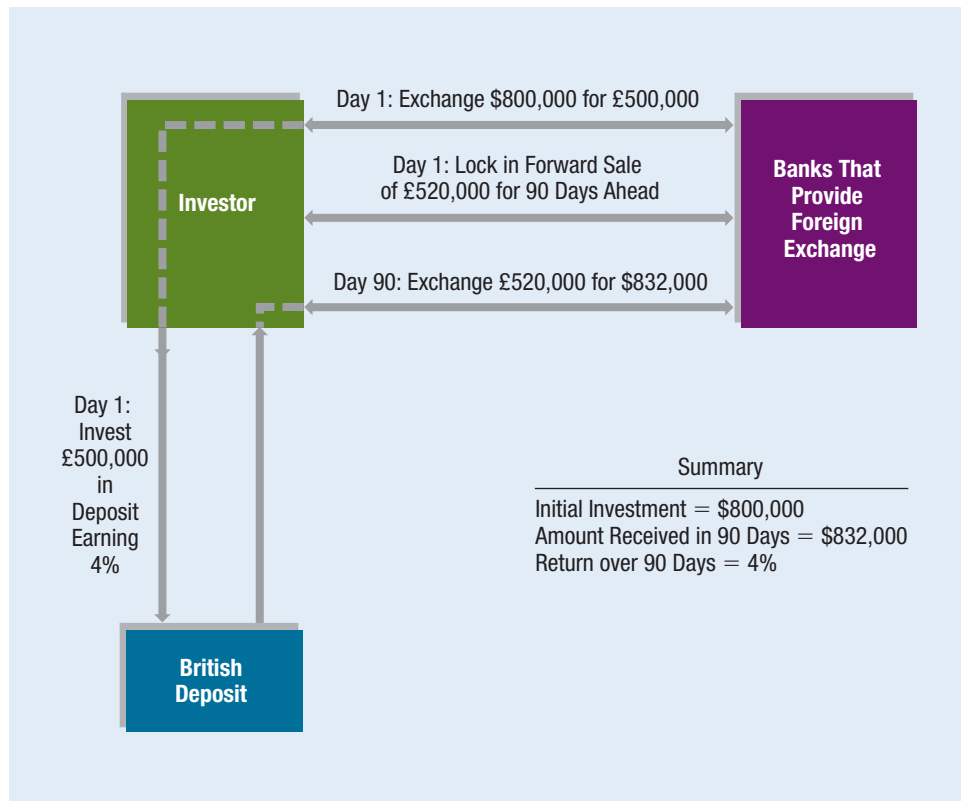 Day 1: Exchange $800,000 for £500,000
Investor
Day 1: Lock in Forward Sale
of £520,000 for 90 Days Ahead
Banks That
Provide
Foreign
Exchange
Day 90: Exchange £520,000 for $832,000
Day 1:
Invest
£500,000
in
Deposit
Earning
4%
Summary
Initial Investment = $800,000
Amount Received in 90 Days = $832,000
Return over 90 Days = 4%
British
Deposit